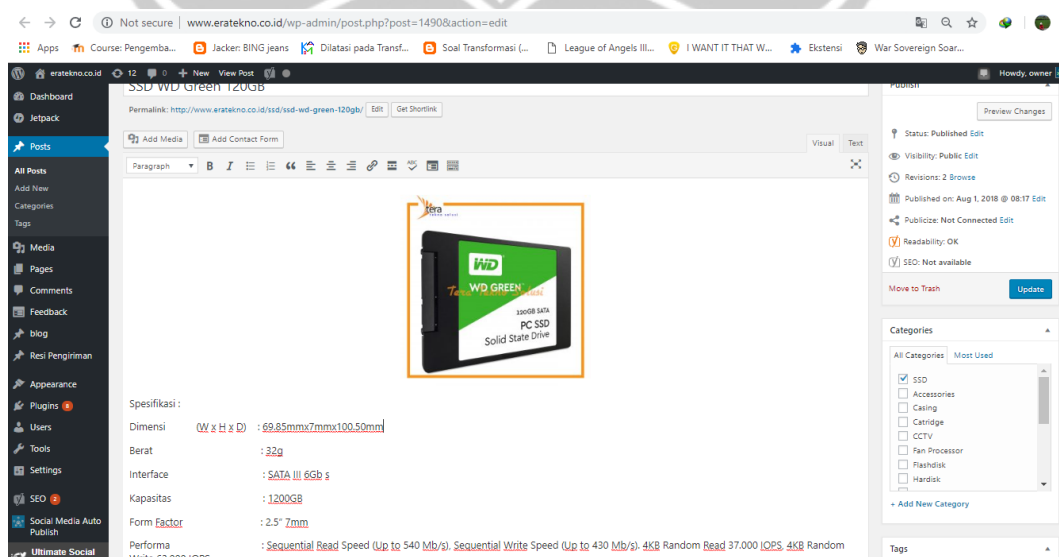 Not secure | www.eratekno.co.id/wp-admin/post.php?post=1490&action=edit
Apps Course: Pengemba... Jacker: BING jeans Dilatasi pada Transf... Soal Transformasi (... League of Angels III... I WANT IT THAT W... Ekstensi War Sovereign Soar...
eratekno.co.id 12 0 + New View Post Howdy, owner
Dashboard
Jetpack
Posts
All Posts
Add New
Categories
Tags
Media
Pages
Comments
Feedback
blog
Resi Pengiriman
Appearance
Plugins 8
Users
Tools
Settings
SEO 2
Social Media Auto
Publish
Ultimate Social
SSD WD Green 120GB
Permalink: http://www.eratekno.co.id/ssd/ssd-wd-green-120gb/ Edit Get Shortlink
Add Media Add Contact Form
Visual Text
Paragraph B I
tera
WD
WD GREEN
Tera Tekno Solusi
120GB SATA
PC SSD
Solid State Drive
Spesifikasi :
Dimensi (W x H x D) : 69.85mmx7mmx100.50mm
Berat : 32g
Interface : SATA III 6Gb s
Kapasitas : 1200GB
Form Factor : 2.5" 7mm
Performa : Sequential Read Speed (Up to 540 Mb/s), Sequential Write Speed (Up to 430 Mb/s), 4KB Random Read 37.000 IOPS, 4KB Random
Write 63.000 IOPS
Publish
Preview Changes
Status: Published Edit
Visibility: Public Edit
Revisions: 2 Browse
Published on: Aug 1, 2018 @ 08:17 Edit
Publicize: Not Connected Edit
Readability: OK
SEO: Not available
Move to Trash Update
Categories
All Categories Most Used
SSD
Accessories
Casing
Catridge
CCTV
Fan Processor
Flashdisk
Hardisk
+ Add New Category
Tags